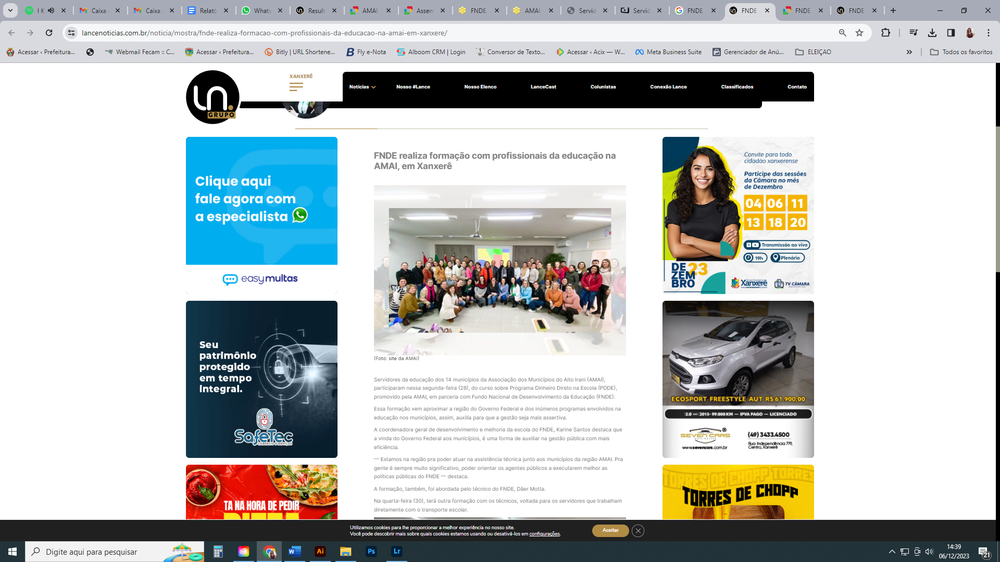 I K
Caixa
Caixa
Relató
Whats
Result
AMAI
Assem
FNDE
AMAI
Servid
Servid
FNDE
FNDE
FNDE
FNDE
lancenoticias.com.br/noticia/mostra/fnde-realiza-formacao-com-profissionais-da-educacao-na-amai-em-xanxere/
Acessar ‹ Prefeitura...
Webmail Fecam :: C...
Acessar ‹ Prefeitura...
Bitly | URL Shortene...
Fly e-Nota
Alboom CRM | Login
Conversor de Texto...
Acessar ‹ Acix — W...
Meta Business Suite
Gerenciador de Anú...
ELEIÇAO
Todos os favoritos
GRUPO
XANXERÊ
Notícias
Nosso #Lance
Nosso Elenco
LanceCast
Colunistas
Conexão Lance
Classificados
Contato
Clique aqui
fale agora com
a especialista
easymultas
Seu
patrimônio
protegido
em tempo
integral.
SafeTec
COMÉRCIO E SERVIÇOS
TA NA HORA DE PEDIR
FNDE realiza formação com profissionais da educação na
AMAI, em Xanxerê
(Foto: site da AMAI)
Servidores da educação dos 14 municípios da Associação dos Municípios do Alto Irani (AMAI),
participaram nessa segunda-feira (28), do curso sobre Programa Dinheiro Direto na Escola (PDDE),
promovido pela AMAI, em parceria com Fundo Nacional de Desenvolvimento da Educação (FNDE).
Essa formação vem aproximar a região do Governo Federal e dos inúmeros programas envolvidos na
educação nos municípios, assim, auxilia para que a gestão seja mais assertiva.
A coordenadora geral de desenvolvimento e melhoria da escola do FNDE, Karine Santos destaca que
a vinda do Governo Federal aos municípios, é uma forma de auxiliar na gestão pública com mais
eficiência.
— Estamos na região pra poder atuar na assistência técnica junto aos municípios da região AMAI. Pra
gente é sempre muito significativo, poder orientar os agentes públicos a executarem melhor as
políticas públicas do FNDE — destaca.
A formação, também, foi abordada pelo técnico do FNDE, Dâer Motta.
Na quarta-feira (30), terá outra formação com os técnicos, voltada para os servidores que trabalham
diretamente com o transporte escolar.
Convite para todo
cidadão xanxerense
Participe das sessões
da Câmara no mês
de Dezembro
04 06 11
13 18 20
Transmissão ao vivo
19h
Plenário
DE
ZEM
BRO
23
Xanxerê
TV CÂMARA
SEVEN CARS
ECOSPORT FREESTYLE AUT R$ 61.900,00
2.0 — 2015- 99.000 KM — IPVA PAGO — LICENCIADO
SEVEN CARS
multimarcas
www.sevencars.com.br
(49) 3433.4500
Rua Independência 779,
Centro, Xanxerê
TORRES DE CHOPP TORRES
TORRES DE CHOPP
Utilizamos cookies para lhe proporcionar a melhor experiência no nosso site.
Você pode descobrir mais sobre quais cookies estamos usando ou desativá-los em configurações.
Aceitar
Digite aqui para pesquisar
Ai
Ps
Lr
14:39
06/12/2023
21